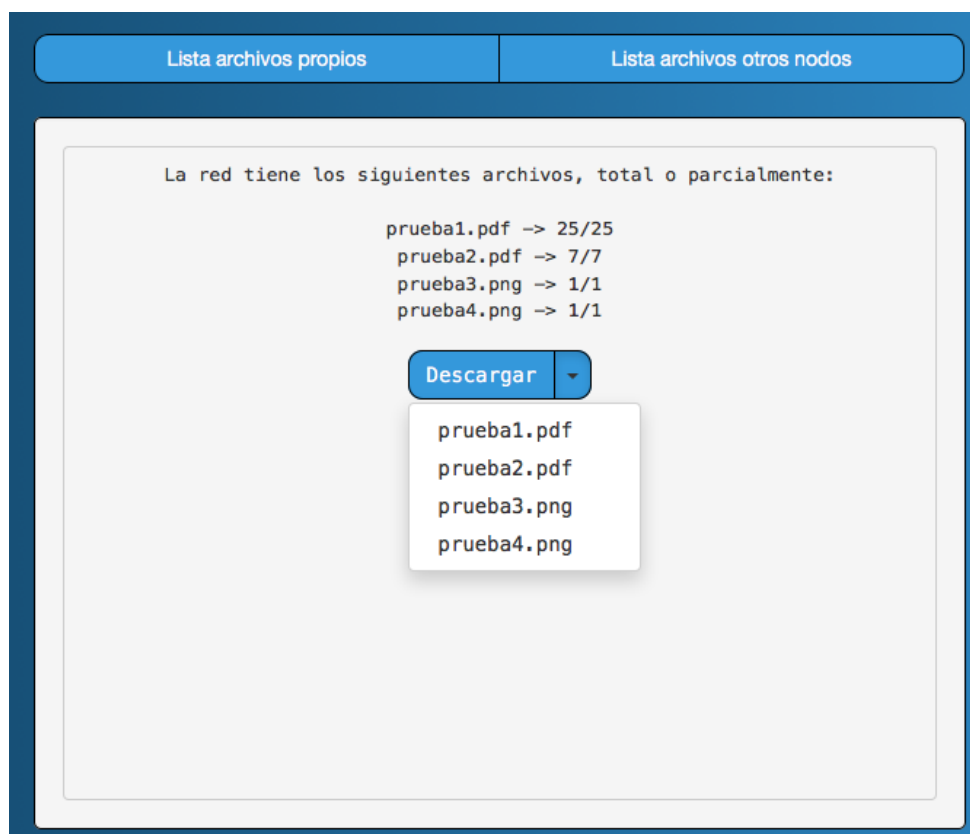 Lista archivos propios
Lista archivos otros nodos
La red tiene los siguientes archivos, total o parcialmente:
prueba1.pdf –> 25/25
prueba2.pdf –> 7/7
prueba3.png –> 1/1
prueba4.png –> 1/1
Descargar
prueba1.pdf
prueba2.pdf
prueba3.png
prueba4.png